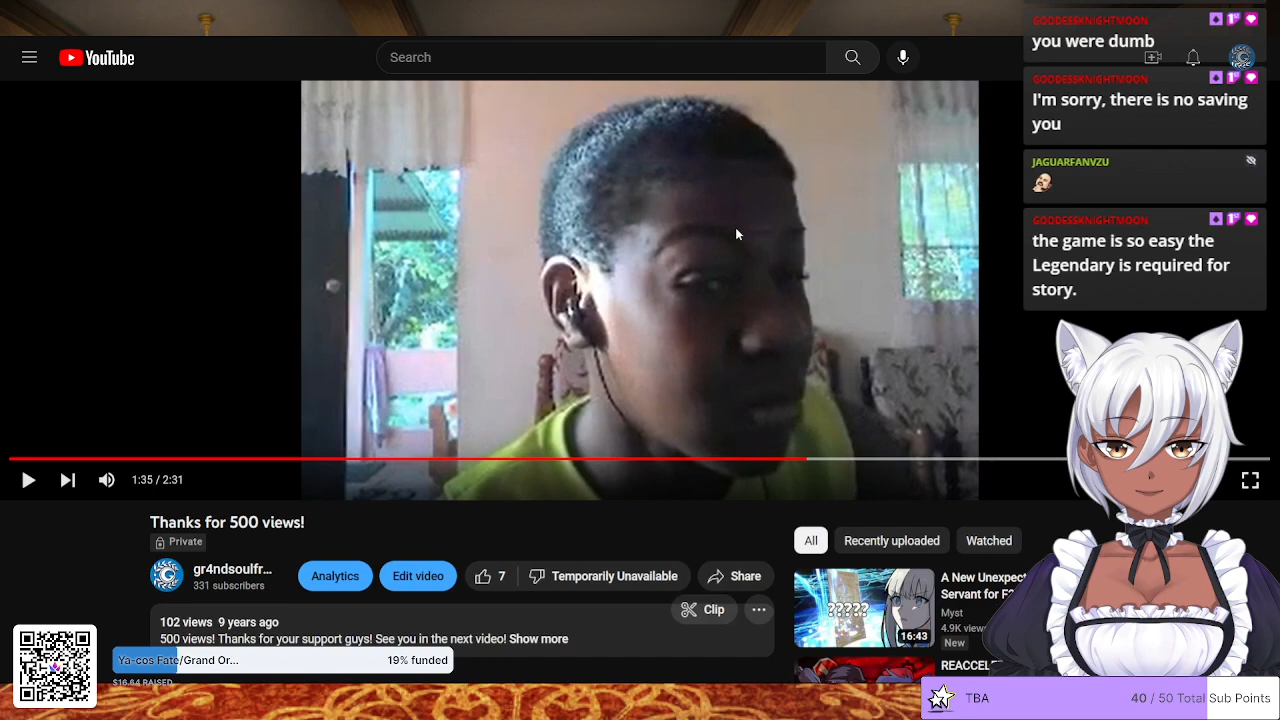 YouTube
Search
GODDESSKNIGHTMOON
you were dumb
GODDESSKNIGHTMOON
I'm sorry, there is no saving
you
JAGUARFANVZU
GODDESSKNIGHTMOON
the game is so easy the
Legendary is required for
story.
1:35 / 2:31
Thanks for 500 views!
Private
gr4ndsoulfr...
331 subscribers
Analytics
Edit video
7
Temporarily Unavailable
Share
Clip
102 views 9 years ago
500 views! Thanks for your support guys! See you in the next video! Show more
Ya-cos Fate/Grand Or...
19% funded
$16.64 RAISED
All
Recently uploaded
Watched
?????
16:43
A New Unexpect
Servant for F
Myst
4.9K views
New
REACCEL
TBA
40 / 50 Total Sub Points